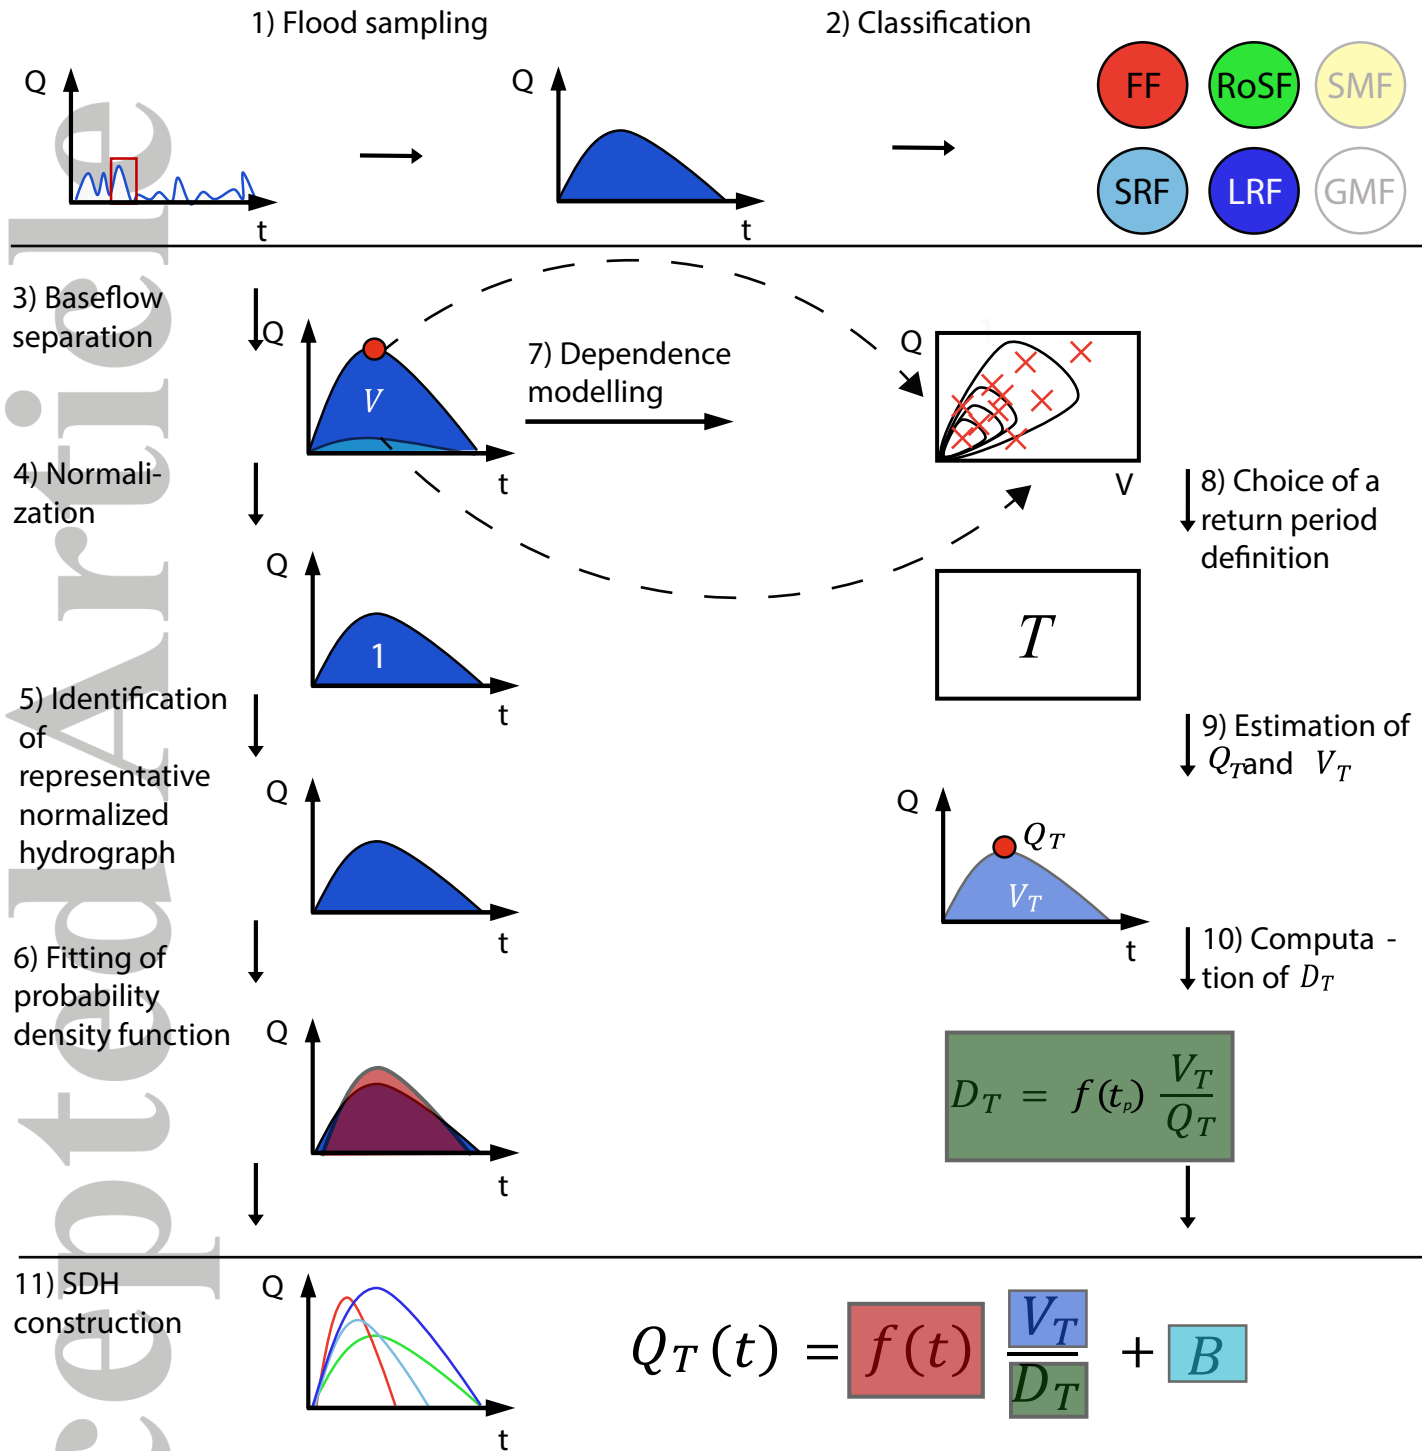 1) Flood sampling
2) Classification
Q
t
Q
t
FF
RoSF
SMF
SRF
LRF
GMF
3) Baseflow
separation
Q
V
t
7) Dependence
modelling
Q
V
4) Normali-
zation
8) Choice of a
return period
definition
Q
1
t
T
5) Identification
of
representative
normalized
hydrograph
9) Estimation of
Q_T and V_T
Q
t
Q
Q_T
V_T
t
6) Fitting of
probability
density function
10) Computa -
tion of D_T
Q
t
D_T = f(t_p) V_T / Q_T
11) SDH
construction
Q
t
Q_T(t) = f(t) V_T / D_T + B
cepted Article